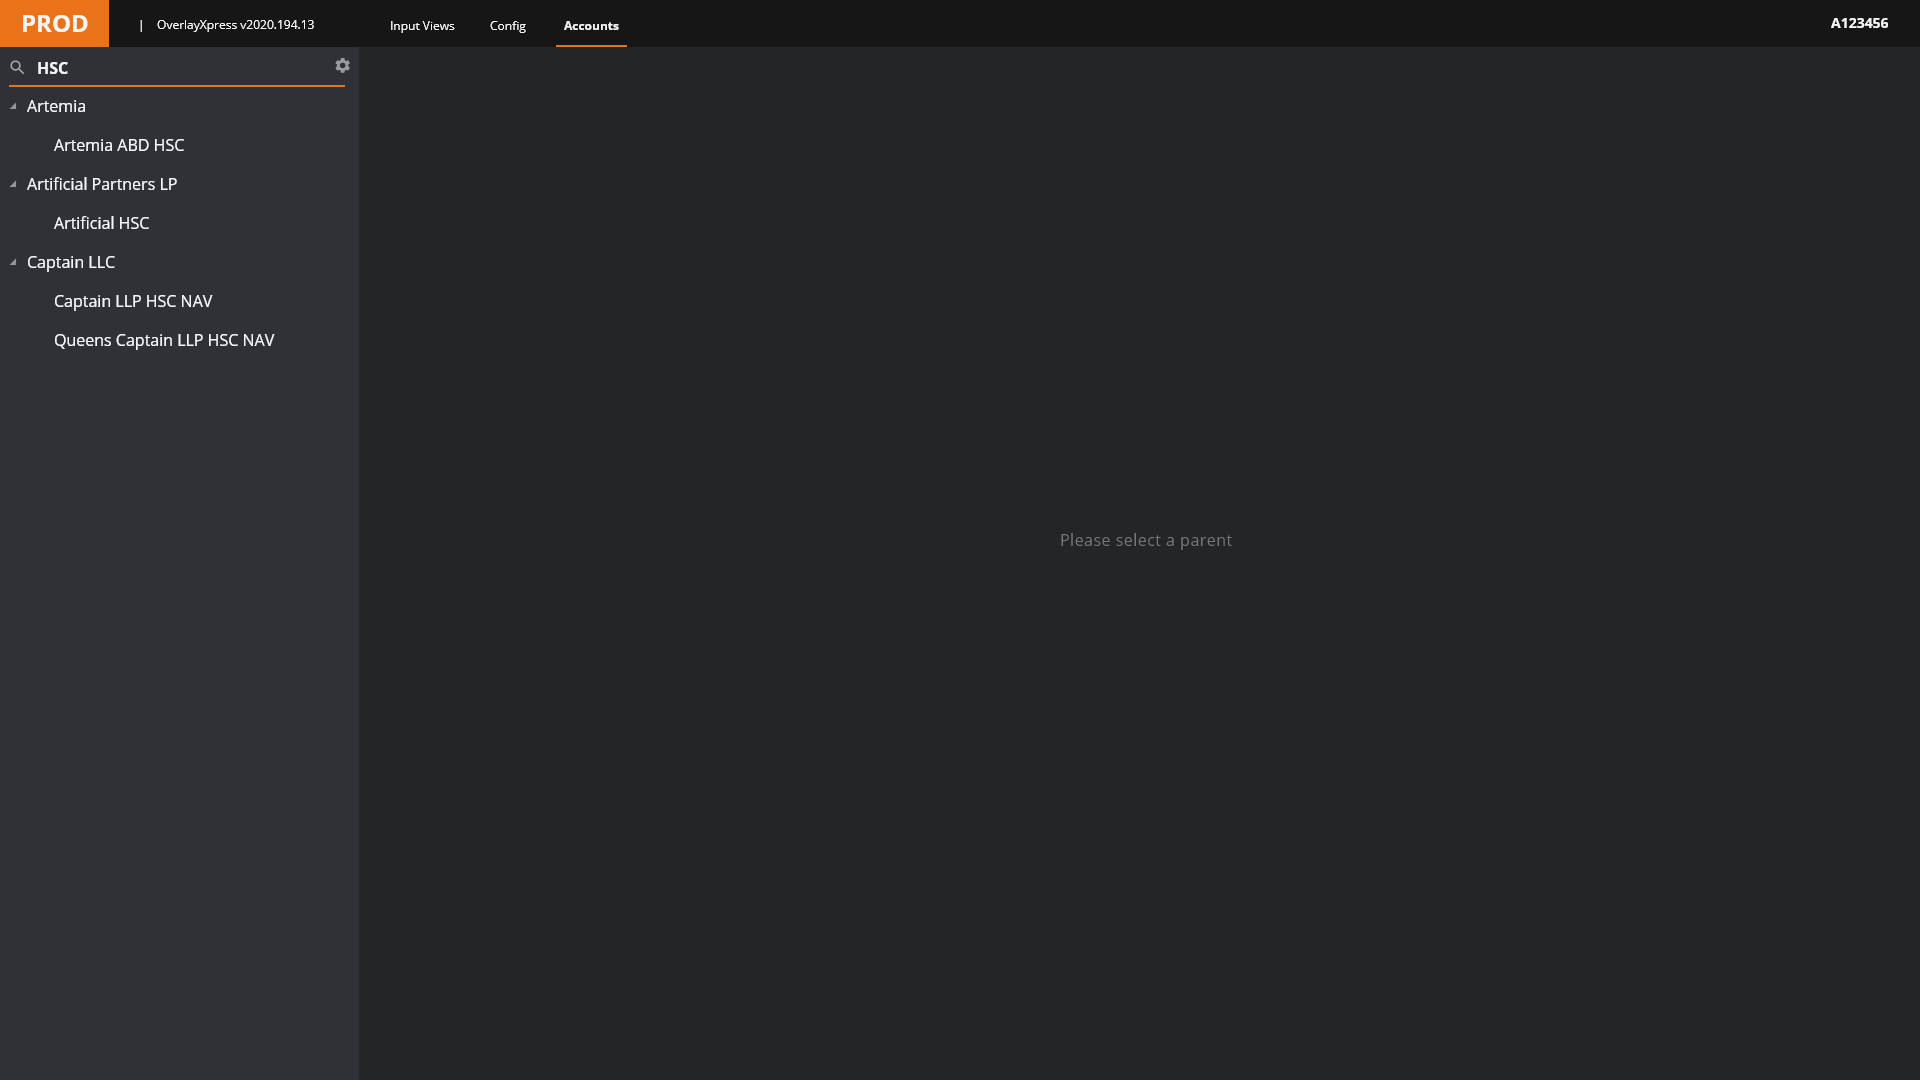 PROD | OverlayXpress v2020.194.13 Input Views Config Accounts A123456
HSC
Artemia
Artemia ABD HSC
Artificial Partners LP
Artificial HSC
Captain LLC
Captain LLP HSC NAV
Queens Captain LLP HSC NAV
Please select a parent